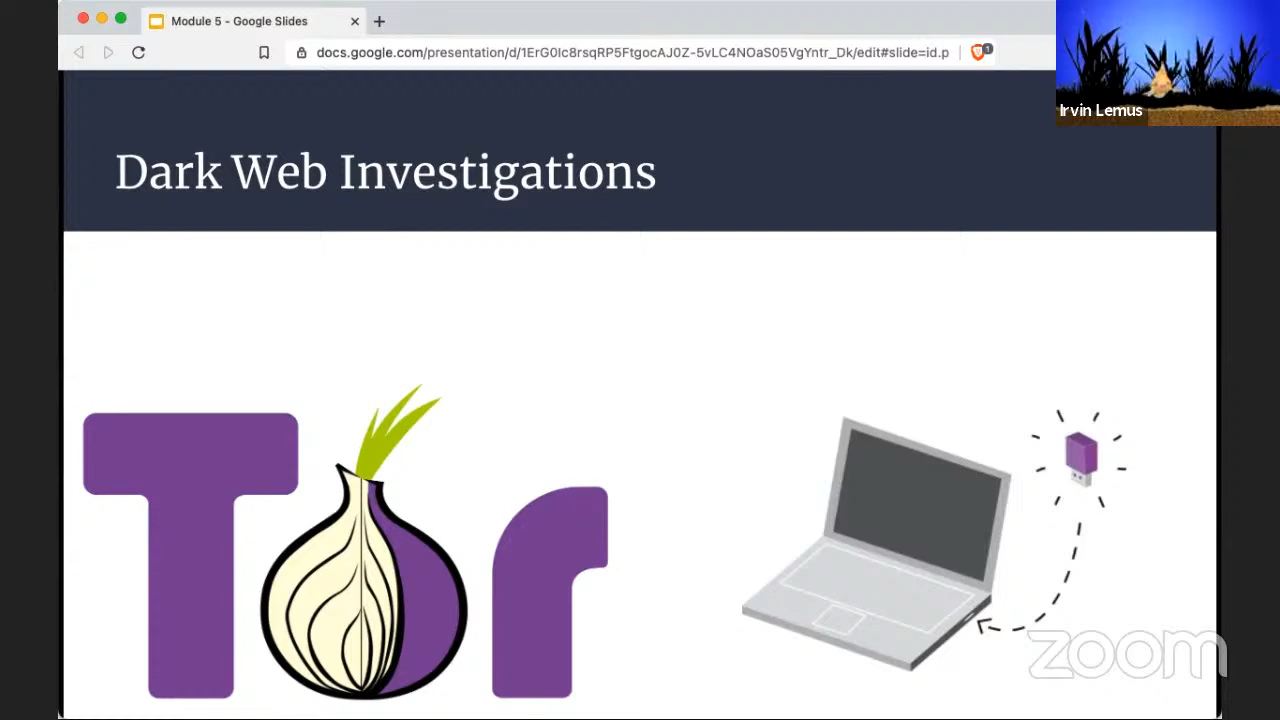 Module 5 - Google Slides
docs.google.com/presentation/d/1ErG0Ic8rsqRP5FtgocAJ0Z-5vLC4NOaS05VgYntr_Dk/edit#slide=id.p
1
Irvin Lemus
Dark Web Investigations
Tor
zoom